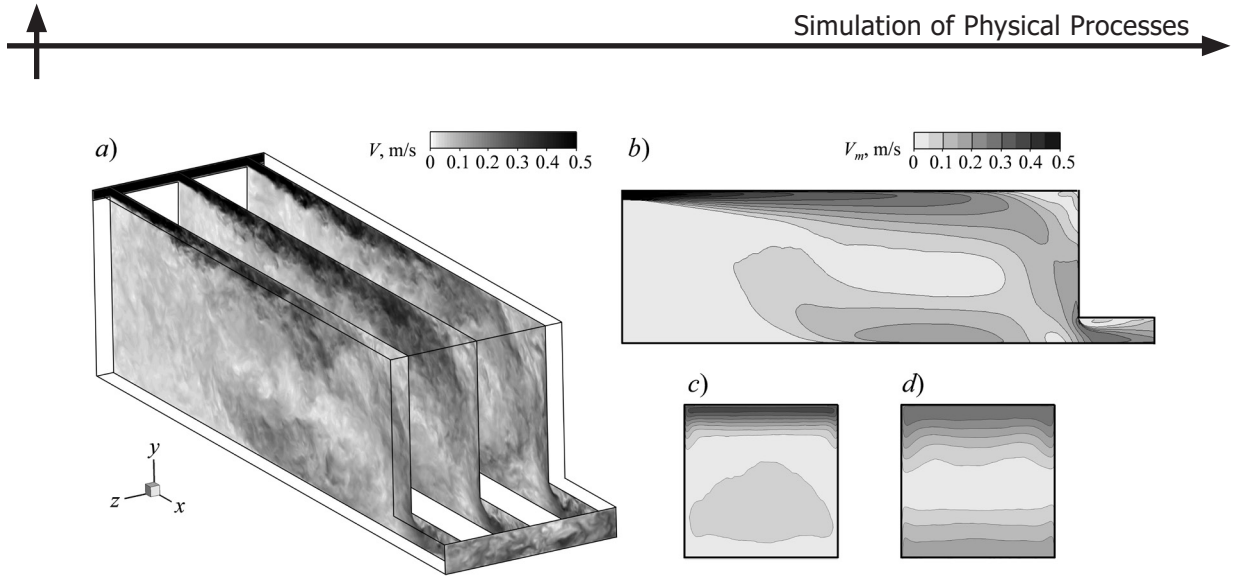 Simulation of Physical Processes
a)
V, m/s
0 0.1 0.2 0.3 0.4 0.5
b)
V_m, m/s
0 0.1 0.2 0.3 0.4 0.5
c)
d)
y
z
x